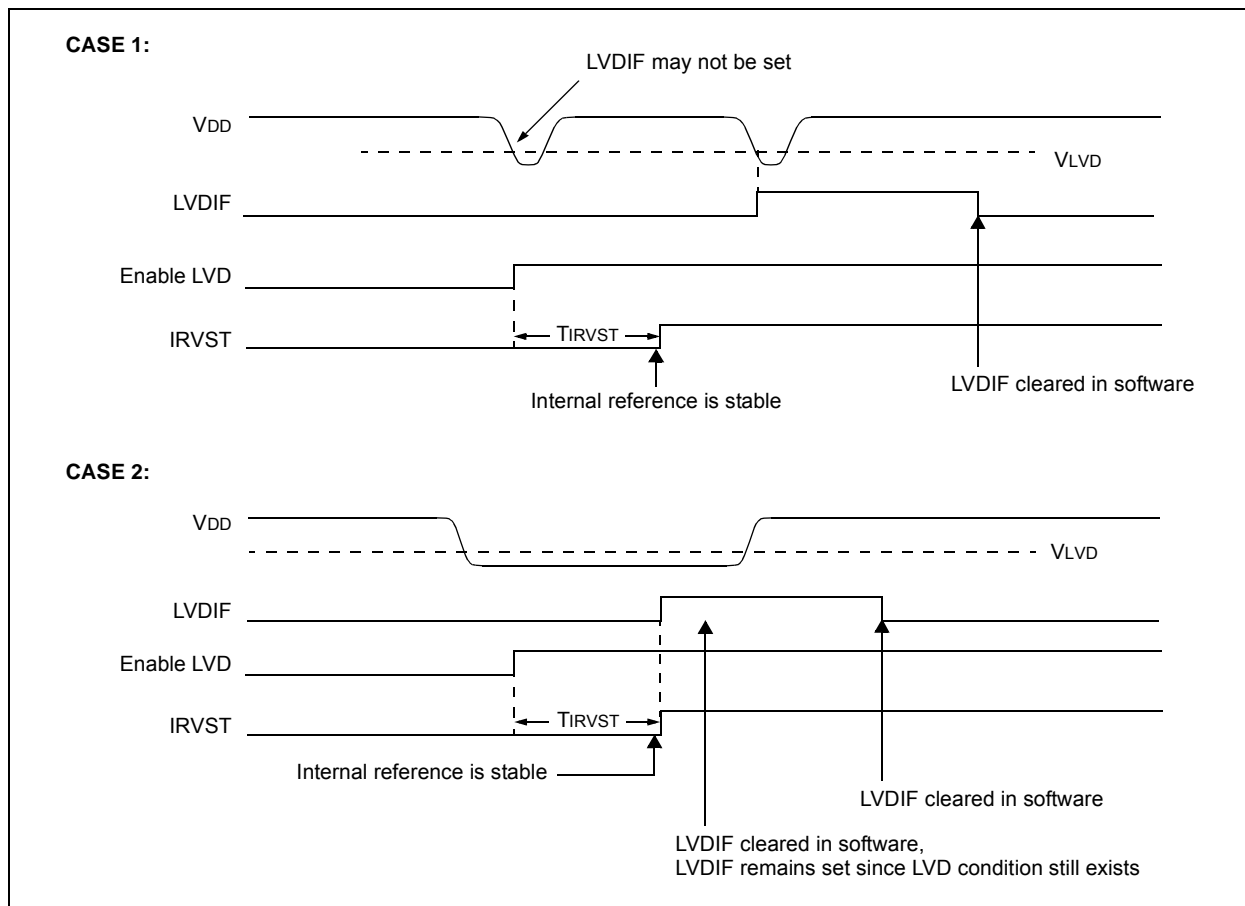 CASE 1:
LVDIF may not be set
VDD
VLVD
LVDIF
Enable LVD
TIRVST
IRVST
Internal reference is stable
LVDIF cleared in software
CASE 2:
VDD
VLVD
LVDIF
Enable LVD
TIRVST
IRVST
Internal reference is stable
LVDIF cleared in software
LVDIF cleared in software,
LVDIF remains set since LVD condition still exists